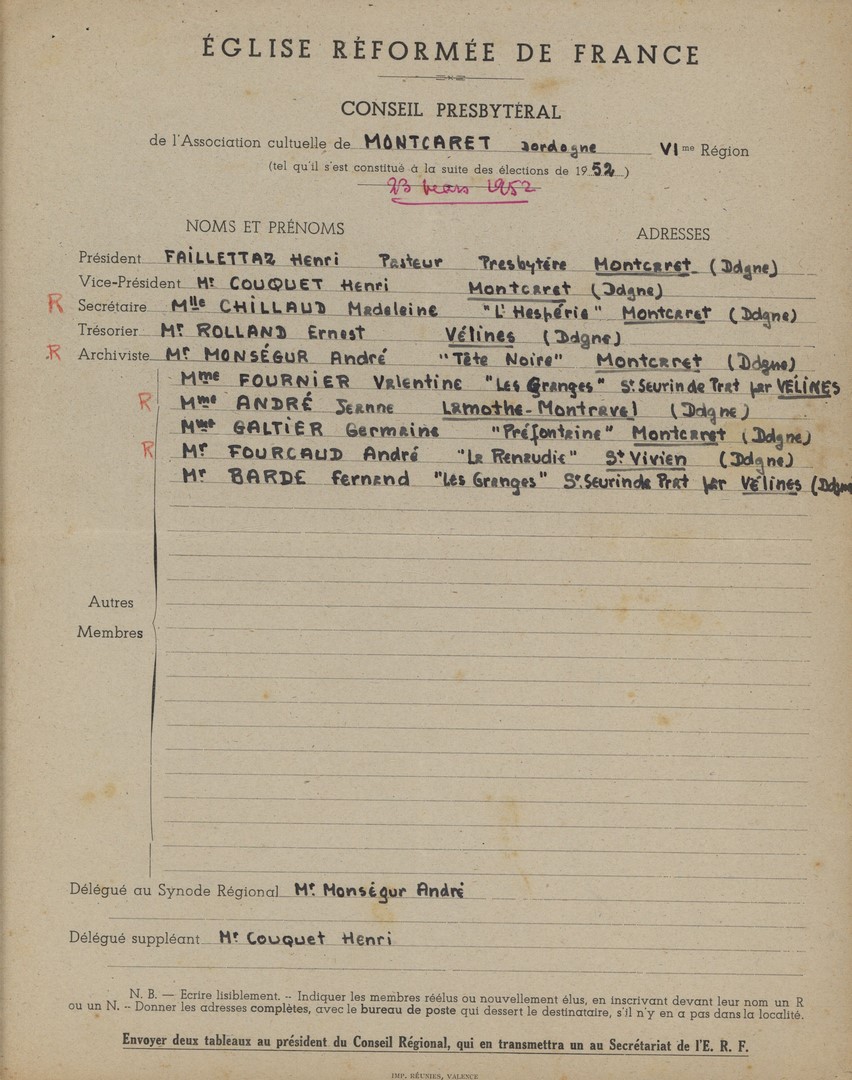 ÉGLISE RÉFORMÉE DE FRANCE
CONSEIL PRESBYTÉRAL
de l'Association cultuelle de MONTCARET Dordogne VIme Région
(tel qu'il s'est constitué à la suite des élections de 1952)
23 mars 1952
NOMS ET PRÉNOMS ADRESSES
Président FAILLETTAZ Henri Pasteur Presbytére Montcaret (Ddgne)
Vice-Président Mr COUQUET Henri Montcaret (Ddgne)
R Secrétaire Mlle CHILLAUD Madeleine "L'Hespérie" Montcaret (Ddgne)
Trésorier Mr ROLLAND Ernest Vélines (Ddgne)
R Archiviste Mr MONSÉGUR André "Tête Noire" Montcaret (Ddgne)
Mme FOURNIER Valentine "Les Granges" St Seurin de Prat par VÉLINES
R Mme ANDRÉ Jeanne Lamothe-Montravel (Ddgne)
Mme GALTIER Germaine "Préfontaine" Montcaret (Ddgne)
R Mr FOURCAUD André "La Renaudie" St Vivien (Ddgne)
Mr BARDE Fernand "Les Granges" St Seurin de Prat par Vélines (Ddgne
Autres
Membres
Délégué au Synode Régional Mr Monségur André
Délégué suppléant Mr Couquet Henri
N. B. — Ecrire lisiblement. -- Indiquer les membres réélus ou nouvellement élus, en inscrivant devant leur nom un R
ou un N. -- Donner les adresses complètes, avec le bureau de poste qui dessert le destinataire, s'il n'y en a pas dans la localité.
Envoyer deux tableaux au président du Conseil Régional, qui en transmettra un au Secrétariat de l'E. R. F.
IMP. RÉUNIES, VALENCE